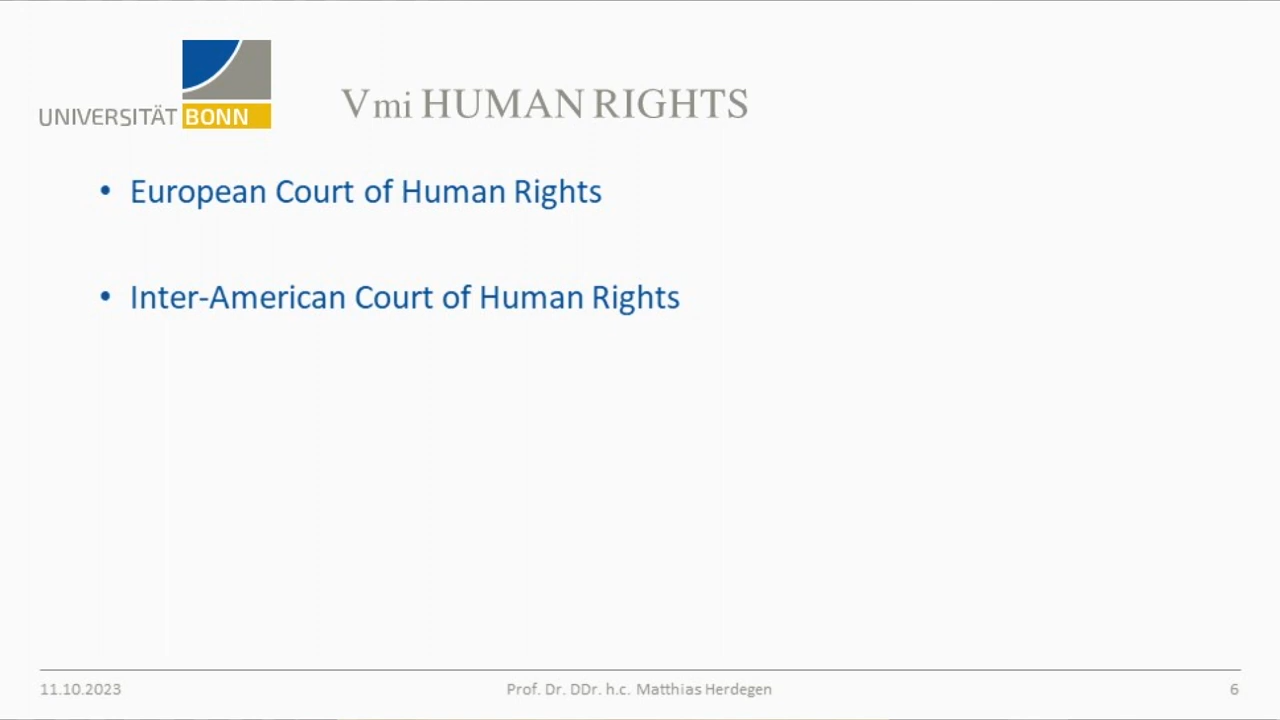 UNIVERSITÄT BONN
Vmi HUMAN RIGHTS
• European Court of Human Rights
• Inter-American Court of Human Rights
11.10.2023
Prof. Dr. DDr. h.c. Matthias Herdegen
6